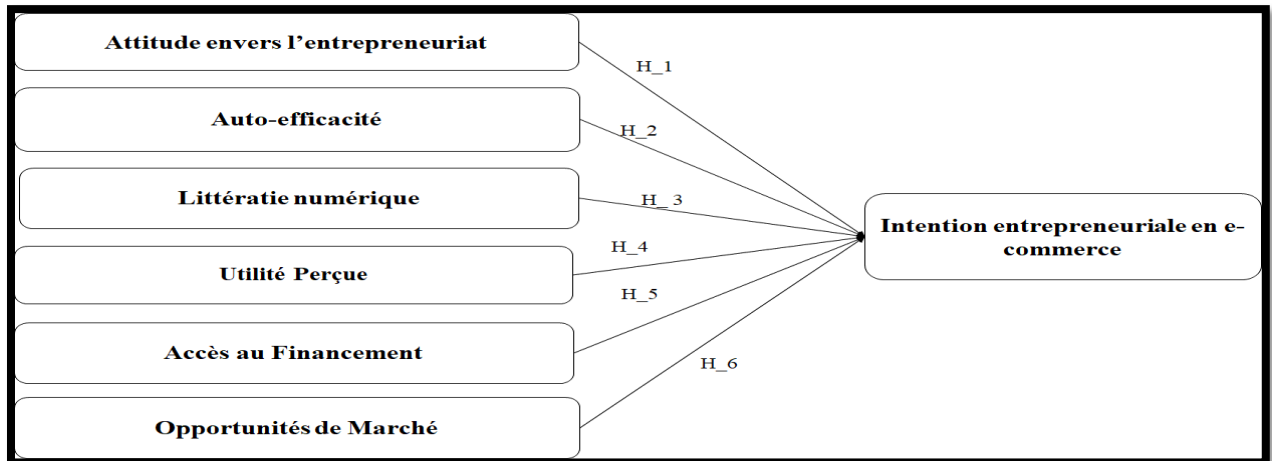 Attitude envers l’entrepreneuriat
H_1
Auto-efficacité
H_2
Littératie numérique
H_ 3
Intention entrepreneuriale en e-
commerce
Utilité Perçue
H_4
H_5
Accès au Financement
H_6
Opportunités de Marché